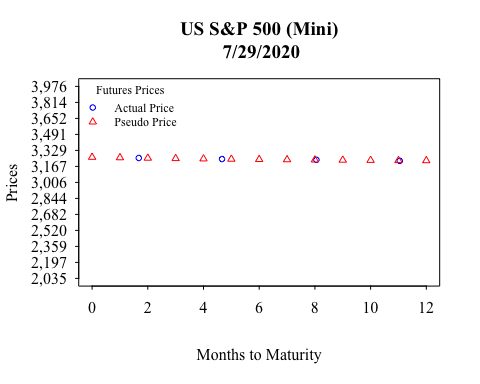 US S&P 500 (Mini)
7/29/2020
Futures Prices
Actual Price
Pseudo Price
Prices
3,976
3,814
3,652
3,491
3,329
3,167
3,006
2,844
2,682
2,520
2,359
2,197
2,035
0 2 4 6 8 10 12
Months to Maturity